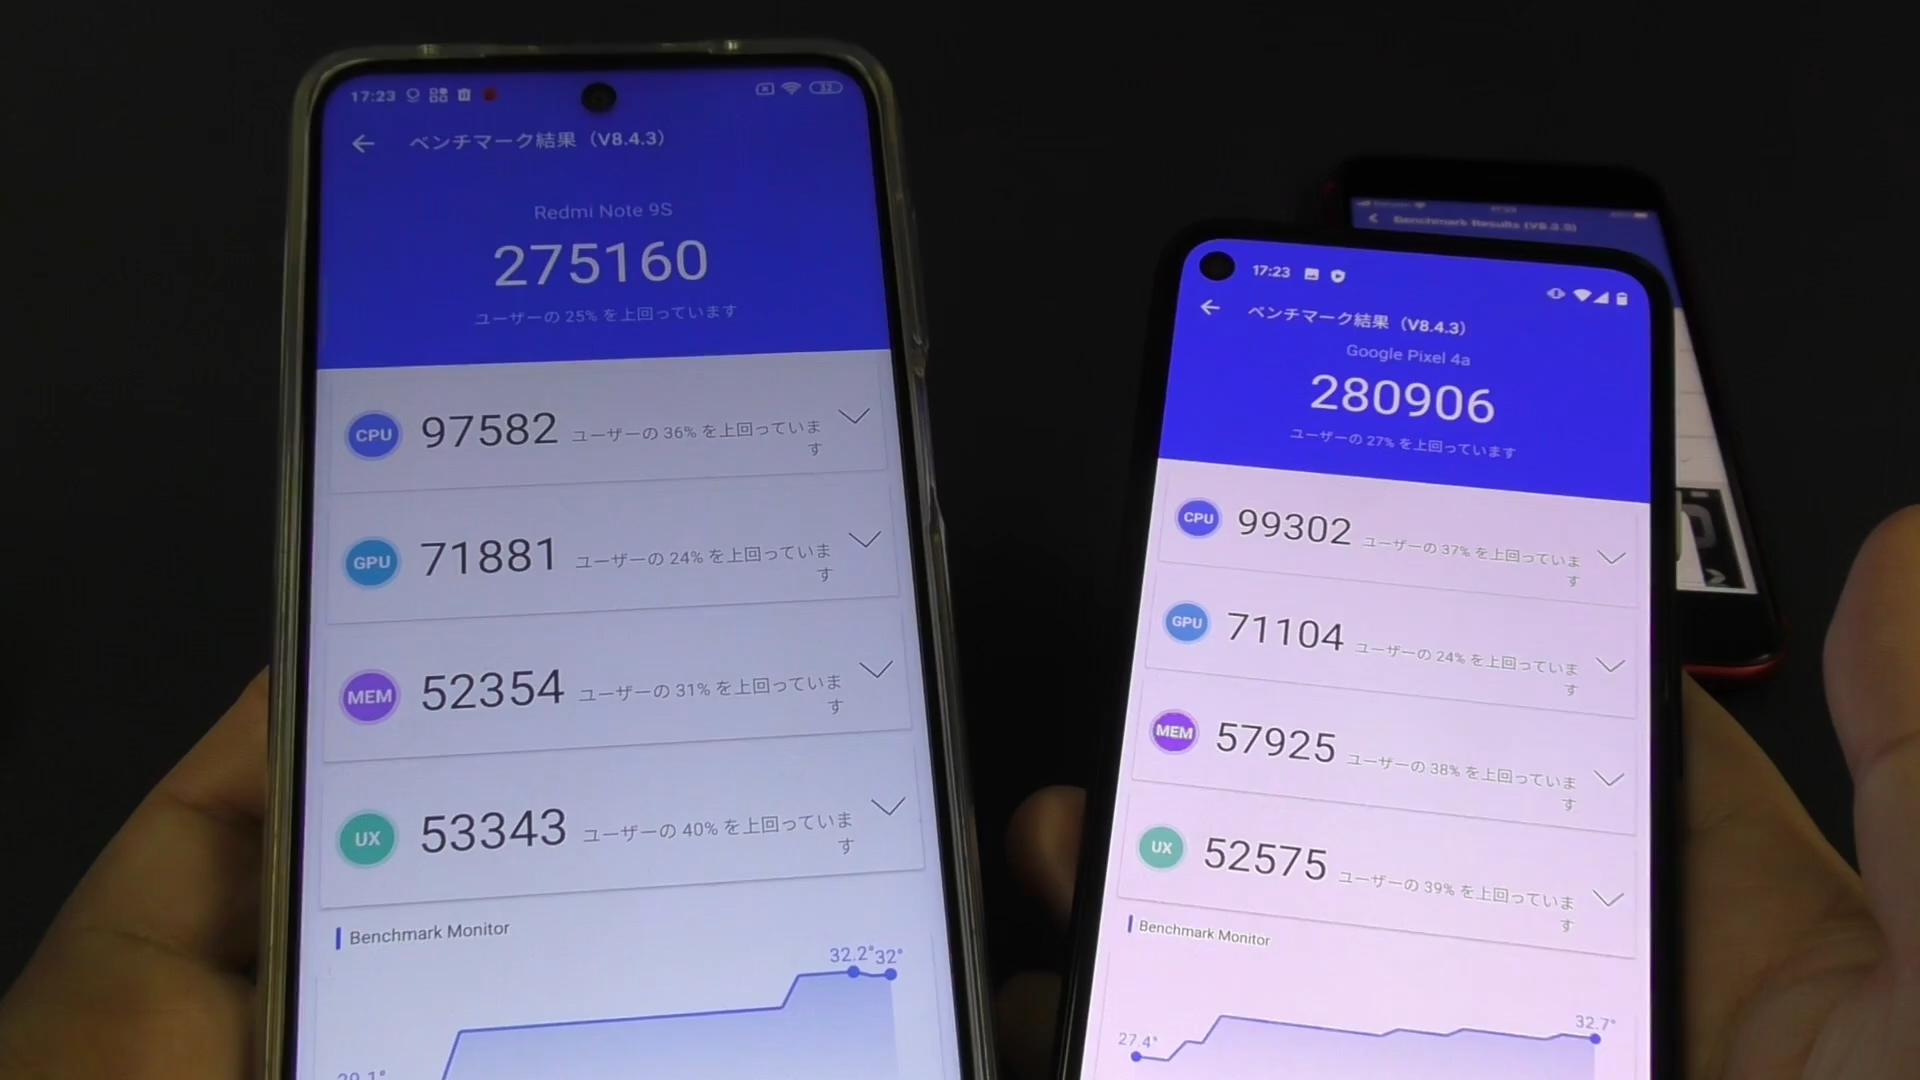 17:23
32
ベンチマーク結果（V8.4.3）
Redmi Note 9S
275160
ユーザーの 25% を上回っています
CPU 97582 ユーザーの 36% を上回っていま
す
GPU 71881 ユーザーの 24% を上回っていま
す
MEM 52354 ユーザーの 31% を上回っていま
す
UX 53343 ユーザーの 40% を上回っていま
す
Benchmark Monitor
32.2° 32°
17:23
ベンチマーク結果（V8.4.3）
Google Pixel 4a
280906
ユーザーの 27% を上回っています
CPU 99302 ユーザーの 37% を上回っていま
す
GPU 71104 ユーザーの 24% を上回っていま
す
MEM 57925 ユーザーの 38% を上回っていま
す
UX 52575 ユーザーの 39% を上回っていま
す
Benchmark Monitor
27.4°
32.7°
Benchmark Results